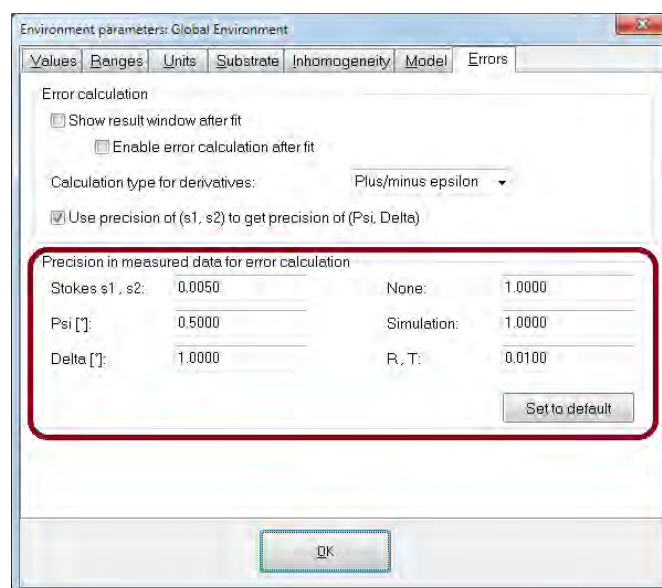 Environment parameters: Global Environment
Values Ranges Units Substrate Inhomogeneity Model Errors
Error calculation
Show result window after fit
Enable error calculation after fit
Calculation type for derivatives: Plus/minus epsilon
Use precision of (s1, s2) to get precision of (Psi, Delta)
Precision in measured data for error calculation
Stokes s1 , s2: 0.0050 None: 1.0000
Psi [°]: 0.5000 Simulation: 1.0000
Delta [°]: 1.0000 R , T: 0.0100
Set to default
OK